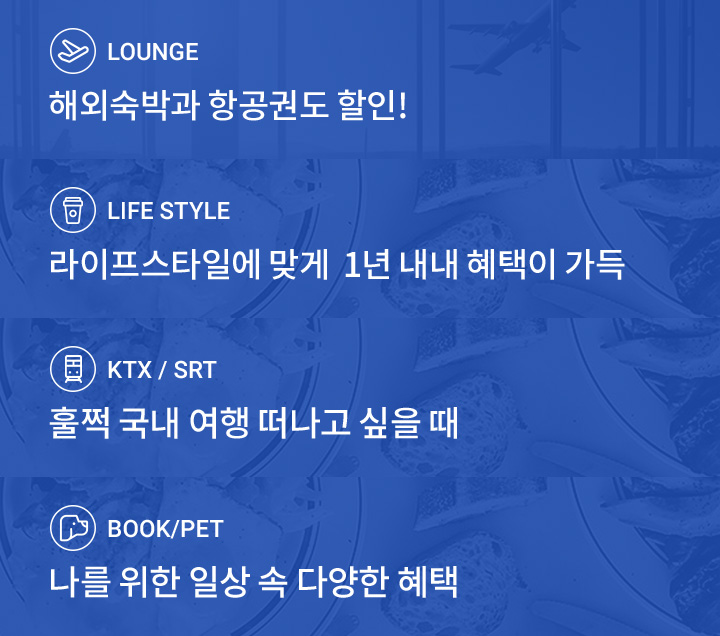 LOUNGE
해외숙박과 항공권도 할인!
LIFE STYLE
라이프스타일에 맞게 1년 내내 혜택이 가득
KTX / SRT
훌쩍 국내 여행 떠나고 싶을 때
BOOK/PET
나를 위한 일상 속 다양한 혜택